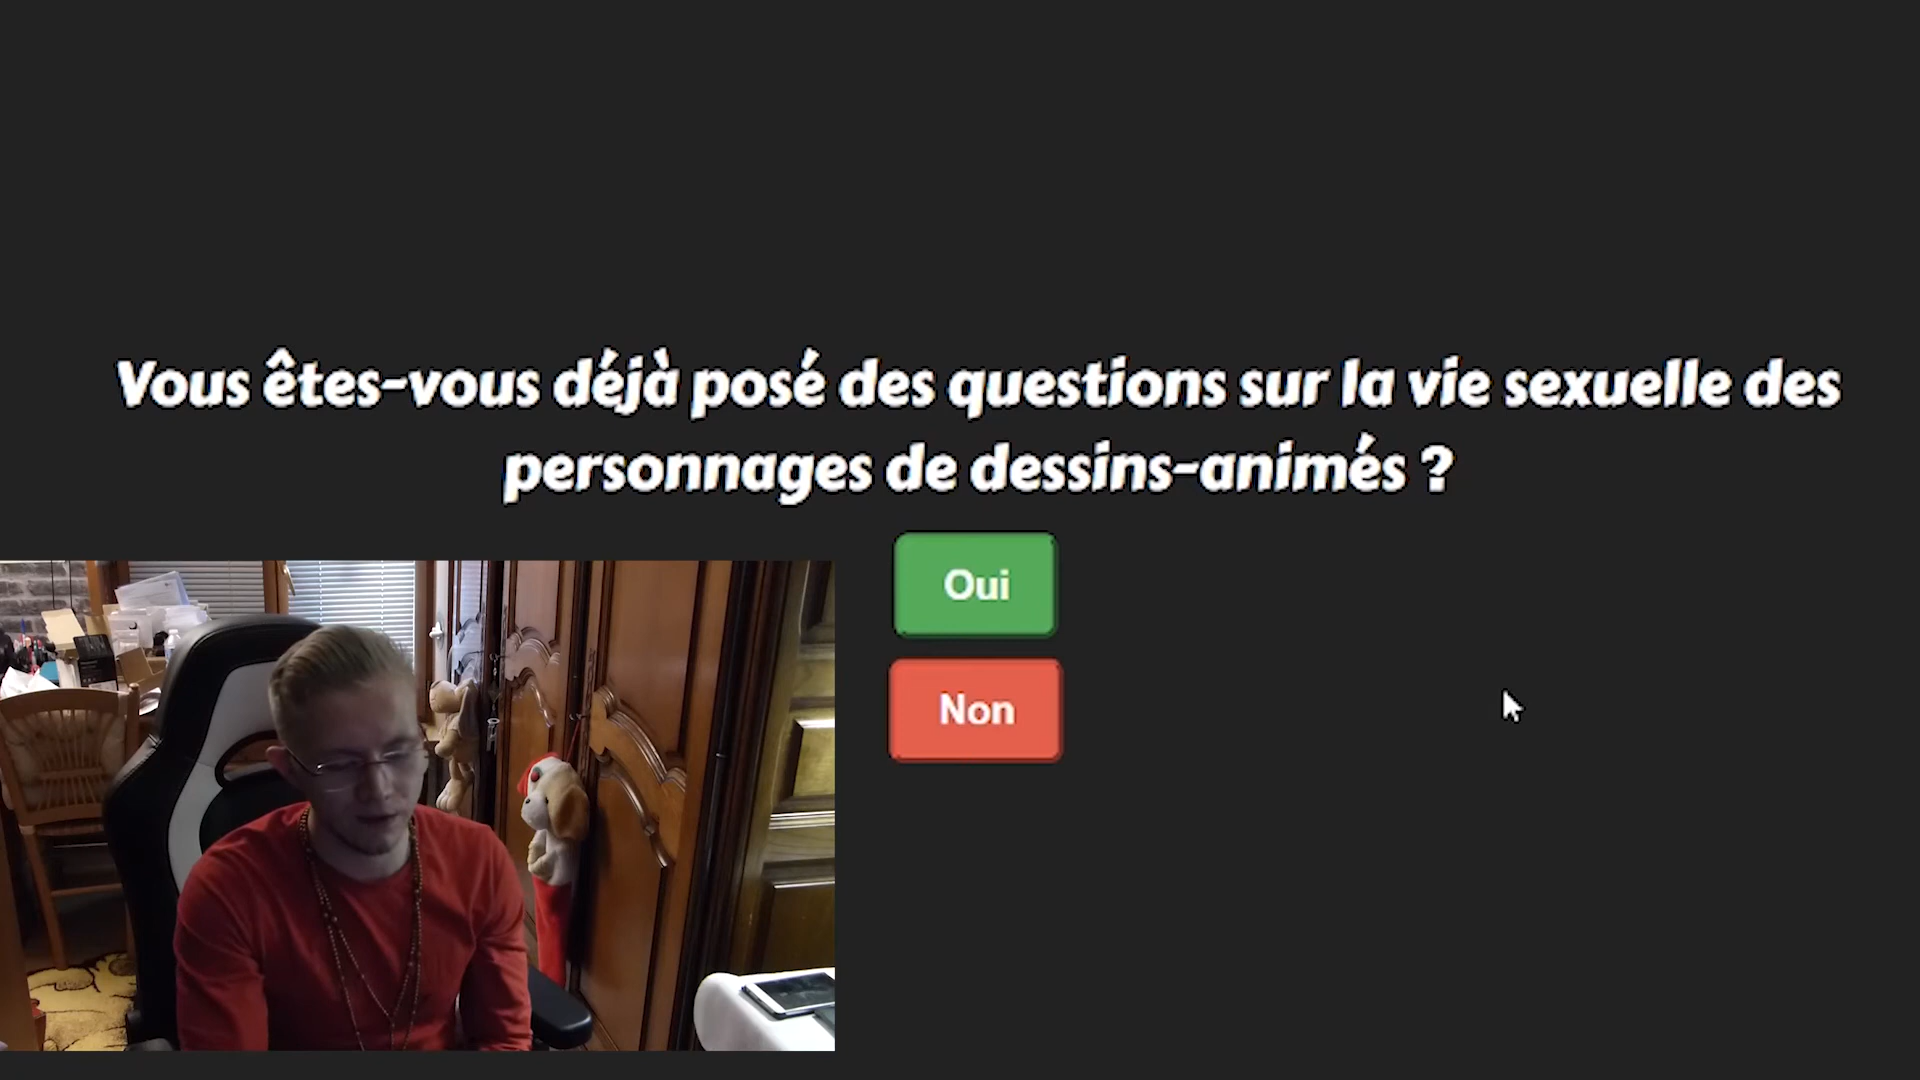 Vous êtes-vous déjà posé des questions sur la vie sexuelle des
personnages de dessins-animés ?
Oui
Non